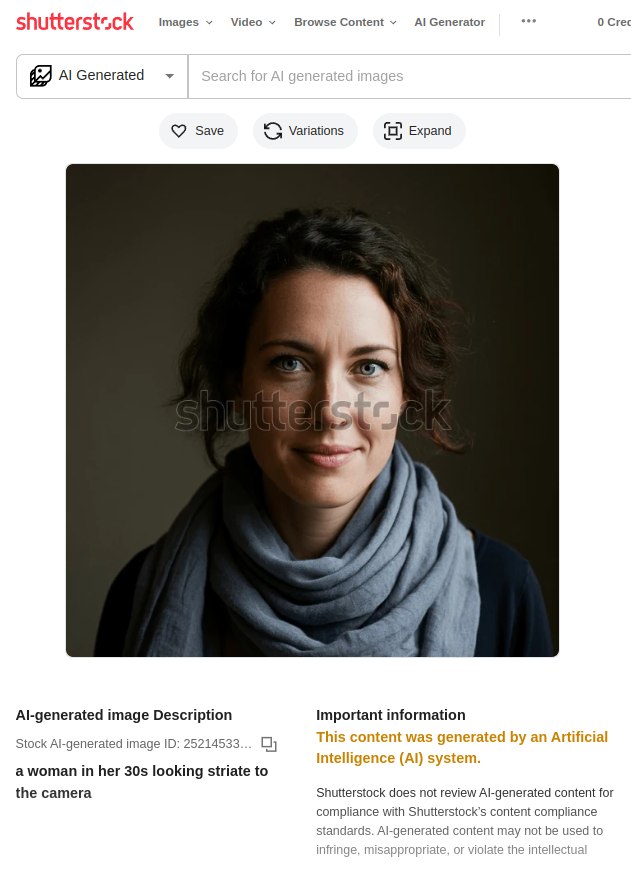 shutterstock
Images Video Browse Content AI Generator ••• 0 Cred
AI Generated Search for AI generated images
Save Variations Expand
shutterstock
AI-generated image Description
Stock AI-generated image ID: 25214533…
a woman in her 30s looking striate to
the camera
Important information
This content was generated by an Artificial
Intelligence (AI) system.
Shutterstock does not review AI-generated content for
compliance with Shutterstock’s content compliance
standards. AI-generated content may not be used to
infringe, misappropriate, or violate the intellectual